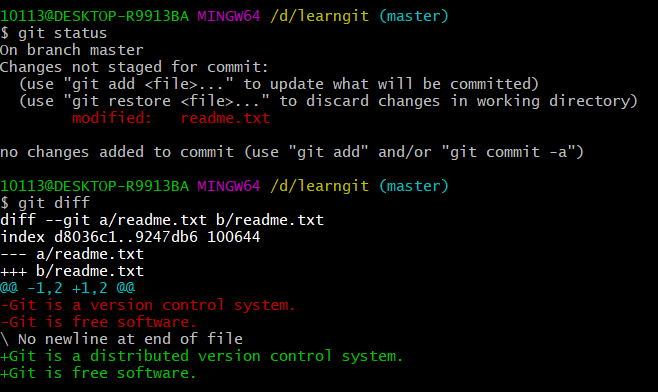 10113@DESKTOP-R9913BA MINGW64 /d/learngit (master)
$ git status
On branch master
Changes not staged for commit:
  (use "git add <file>..." to update what will be committed)
  (use "git restore <file>..." to discard changes in working directory)
        modified:   readme.txt

no changes added to commit (use "git add" and/or "git commit -a")

10113@DESKTOP-R9913BA MINGW64 /d/learngit (master)
$ git diff
diff --git a/readme.txt b/readme.txt
index d8036c1..9247db6 100644
--- a/readme.txt
+++ b/readme.txt
@@ -1,2 +1,2 @@
-Git is a version control system.
-Git is free software.
\ No newline at end of file
+Git is a distributed version control system.
+Git is free software.